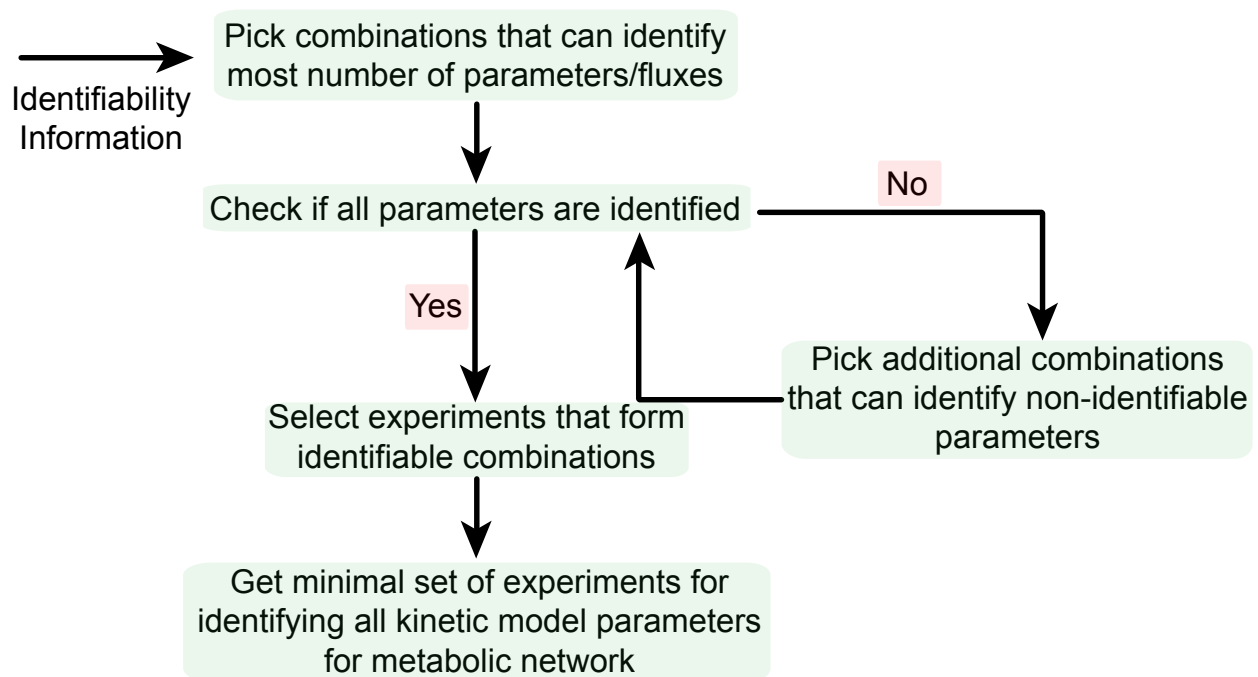 Pick combinations that can identify
most number of parameters/fluxes
Identifiability
Information
Check if all parameters are identified
No
Yes
Pick additional combinations
that can identify non-identifiable
parameters
Select experiments that form
identifiable combinations
Get minimal set of experiments for
identifying all kinetic model parameters
for metabolic network